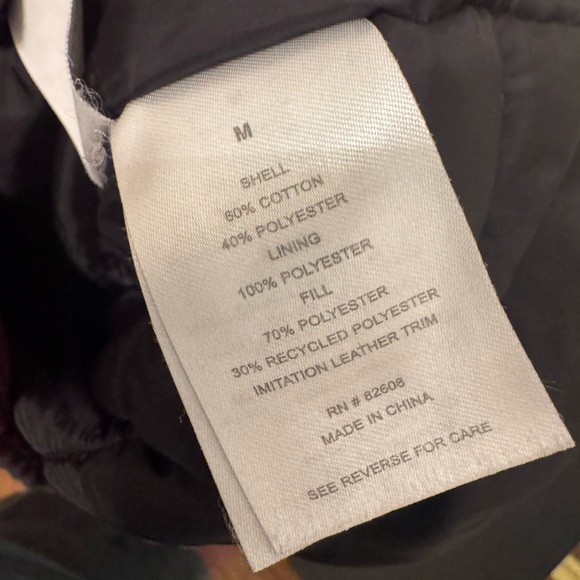 M
SHELL
60% COTTON
40% POLYESTER
LINING
100% POLYESTER
FILL
70% POLYESTER
30% RECYCLED POLYESTER
IMITATION LEATHER TRIM
RN # 82608
MADE IN CHINA
SEE REVERSE FOR CARE